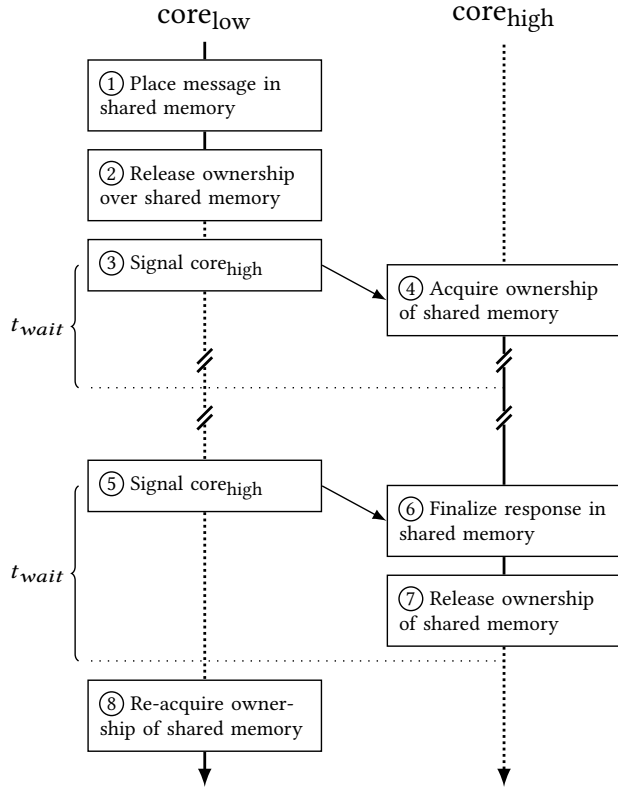 core_low
core_high
① Place message in
shared memory
② Release ownership
over shared memory
③ Signal core_high
④ Acquire ownership
of shared memory
t_wait
⑤ Signal core_high
⑥ Finalize response in
shared memory
t_wait
⑦ Release ownership
of shared memory
⑧ Re-acquire owner-
ship of shared memory